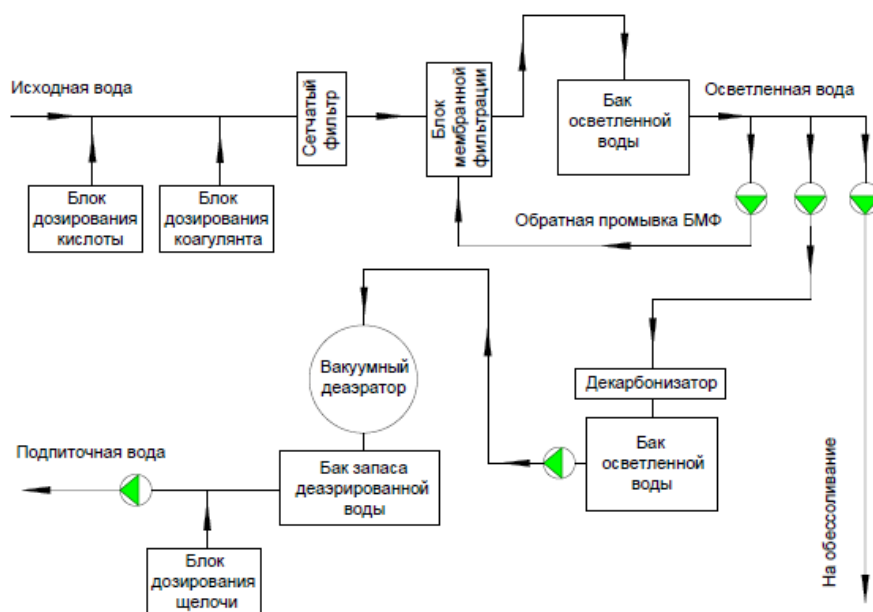 Исходная вода
Блок
дозирования
кислоты
Блок
дозирования
коагулянта
Сетчатый
фильтр
Блок
мембранной
фильтрации
Бак
осветленной
воды
Осветленная вода
Обратная промывка БМФ
Вакуумный
деаэратор
Декарбонизатор
Бак
осветленной
воды
Подпиточная вода
Бак запаса
деаэрированной
воды
Блок
дозирования
щелочи
На обессоливание